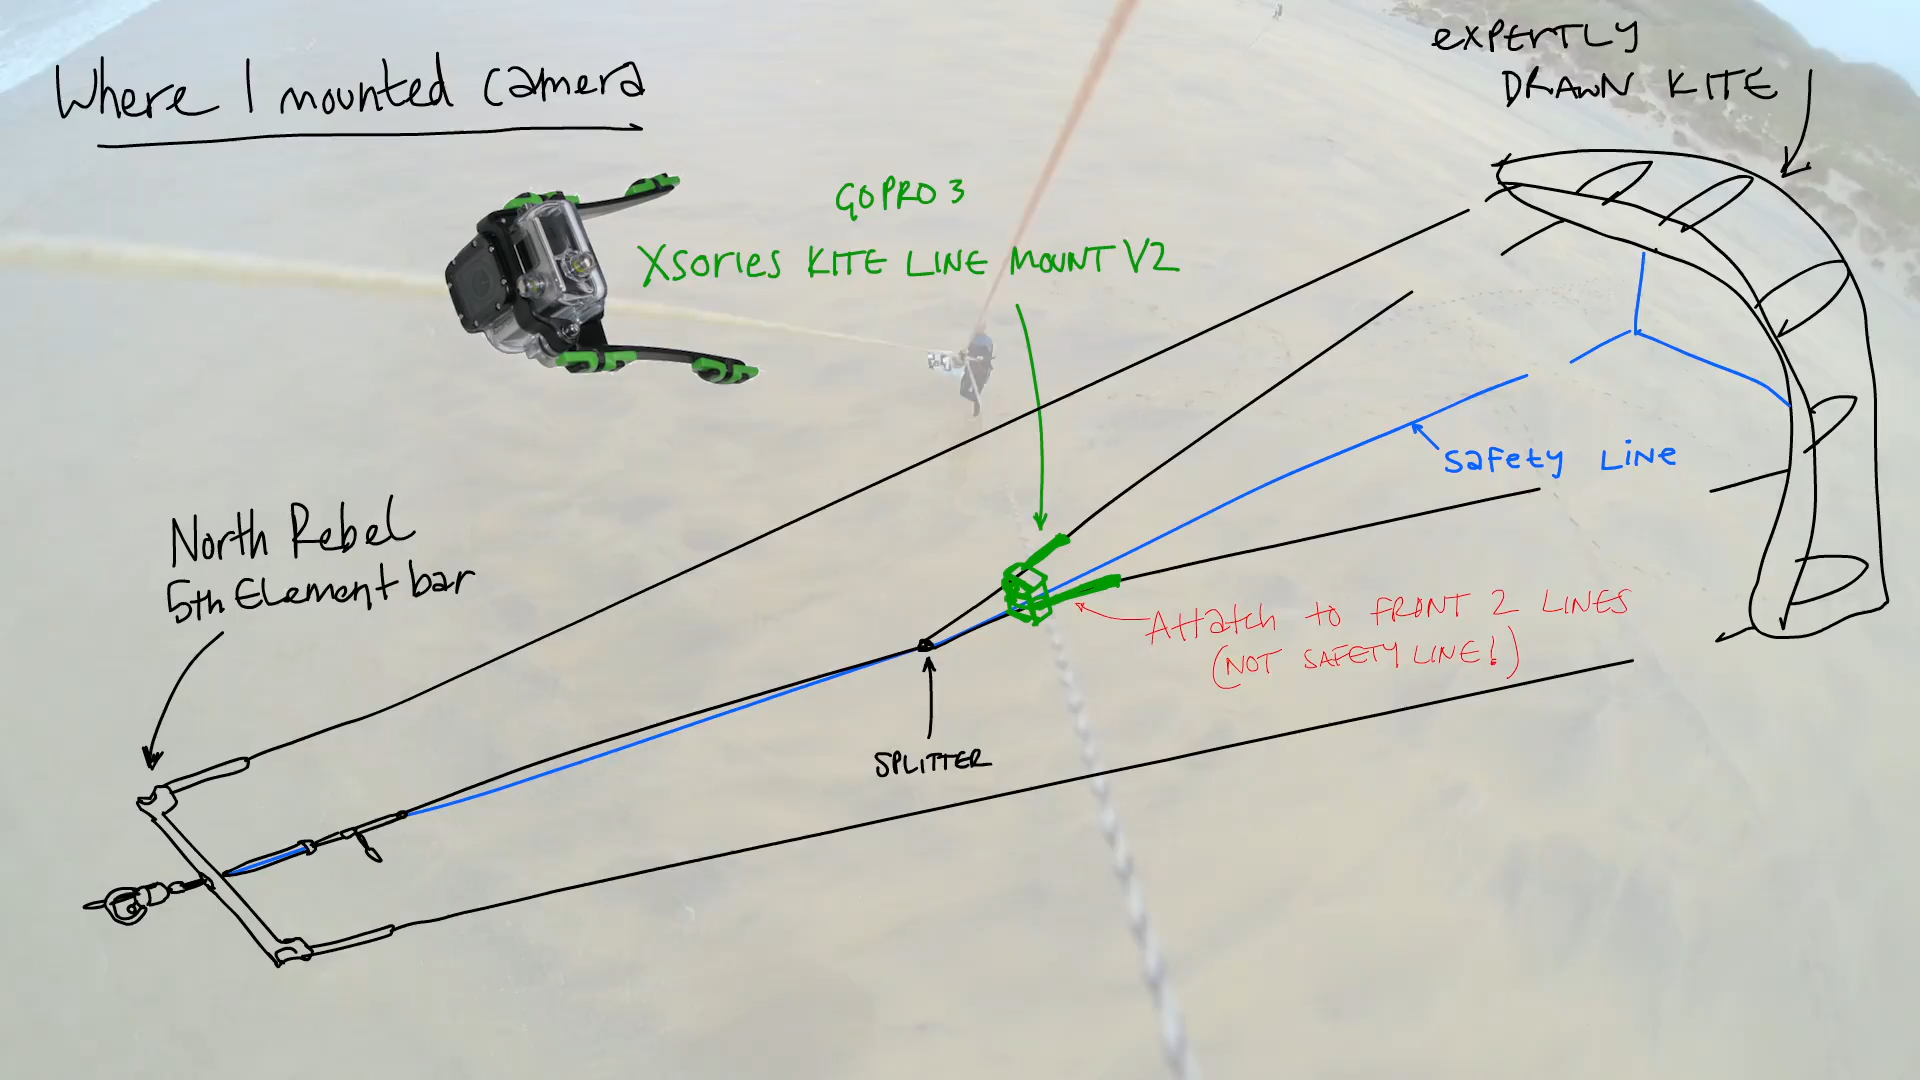 Where I mounted camera
EXPERTLY
DRAWN KITE
GOPRO 3
Xsories KITE LINE MOUNT V2
Safety Line
North Rebel
5th Element bar
Attatch to FRONT 2 LINES
(NOT SAFETY LINE!)
SPLITTER